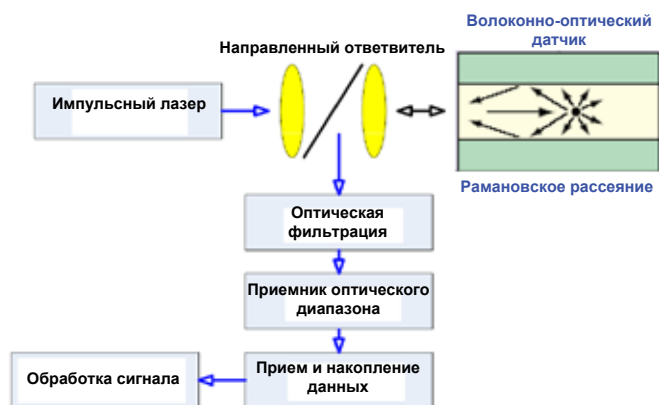 Волоконно-оптический
датчик
Направленный ответвитель
Импульсный лазер
Рамановское рассеяние
Оптическая
фильтрация
Приемник оптического
диапазона
Прием и накопление
данных
Обработка сигнала